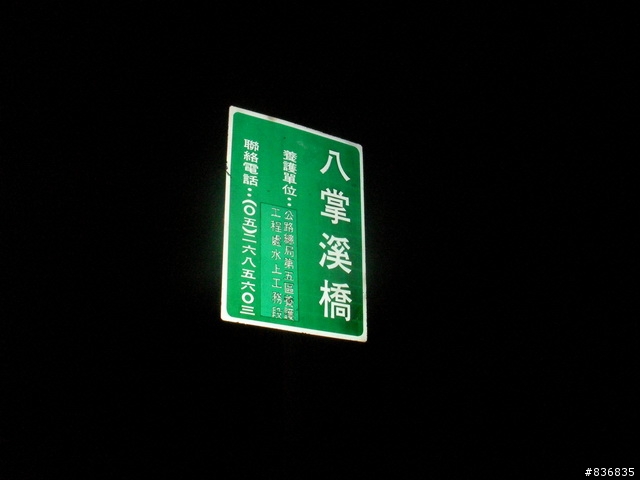 八掌溪橋
養護單位：公路總局第五區養護
工程處水上工務段
聯絡電話：(〇五)二六八五六〇三
#836835